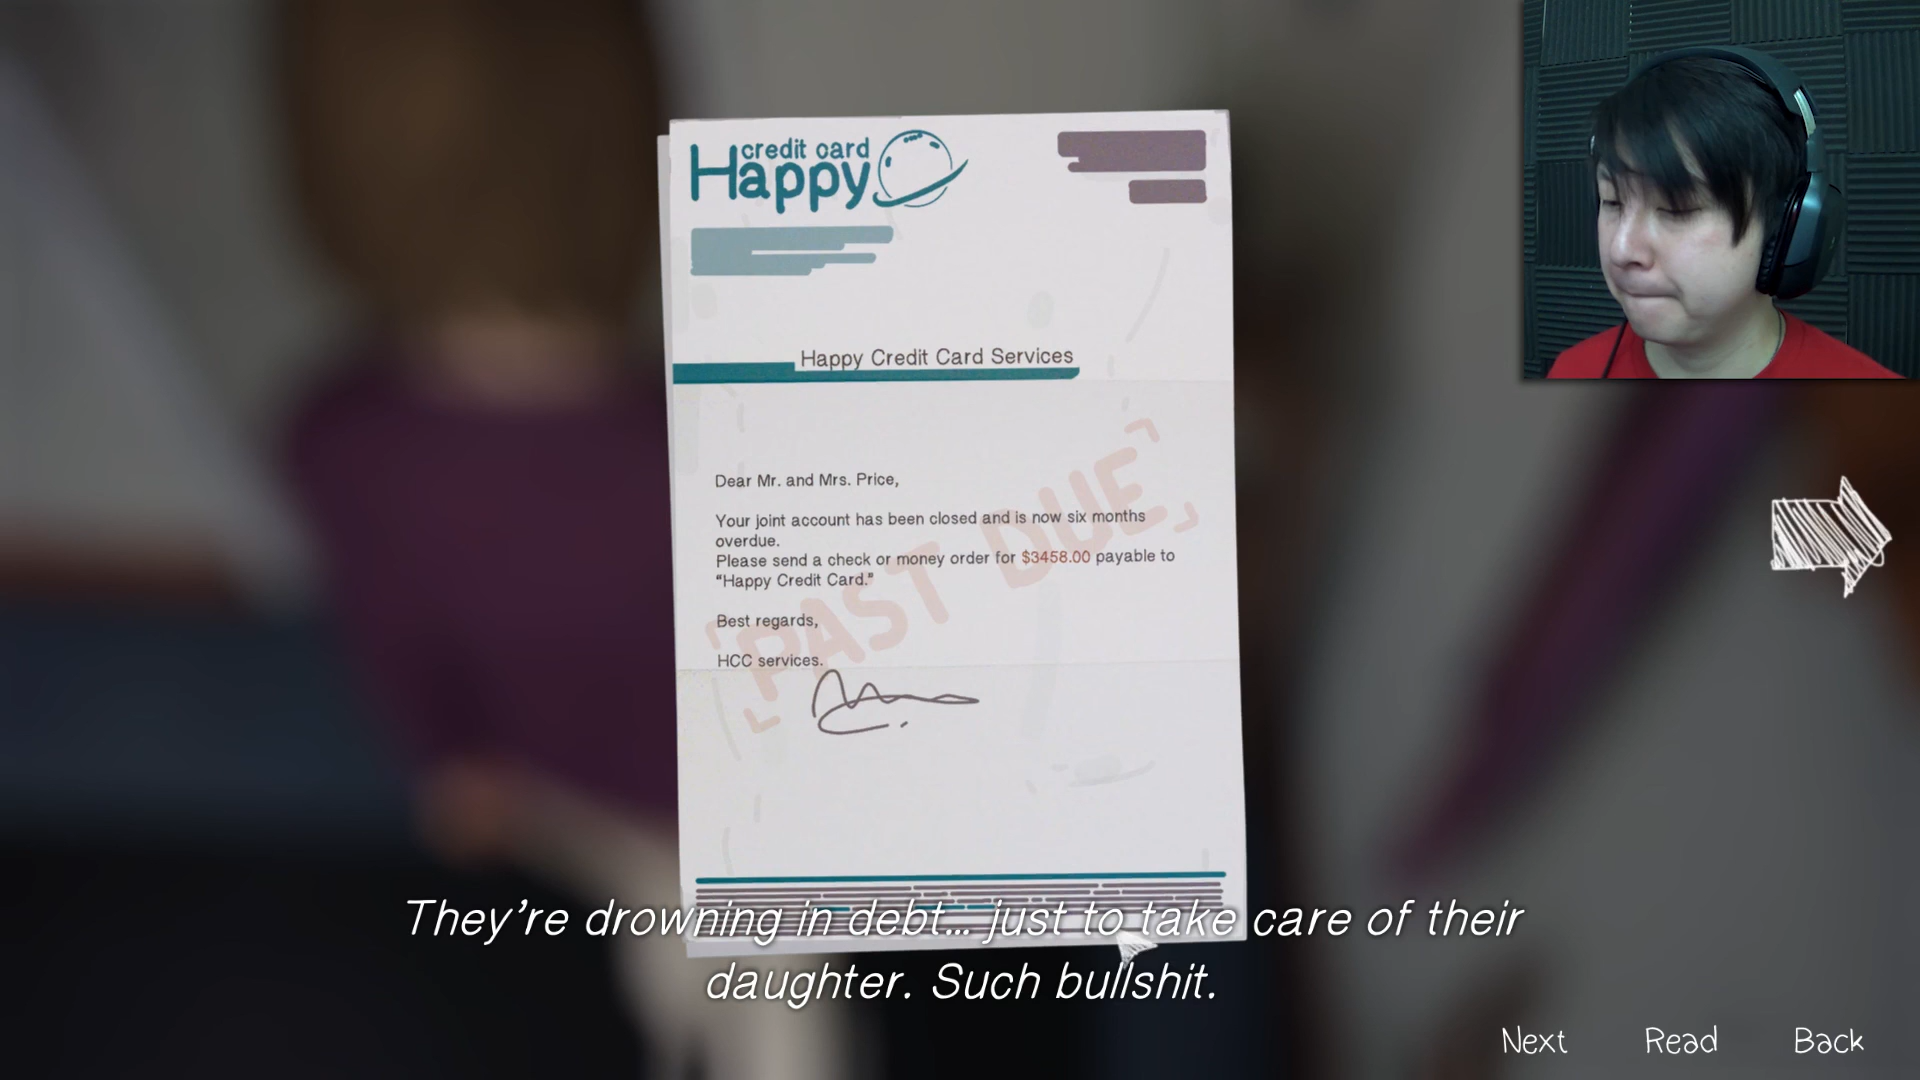 credit card
Happy
Happy Credit Card Services
Dear Mr. and Mrs. Price,
Your joint account has been closed and is now six months
overdue.
Please send a check or money order for $3458.00 payable to
“Happy Credit Card.”
Best regards,
HCC services.
PAST DUE
They’re drowning in debt... just to take care of their
daughter. Such bullshit.
Next Read Back